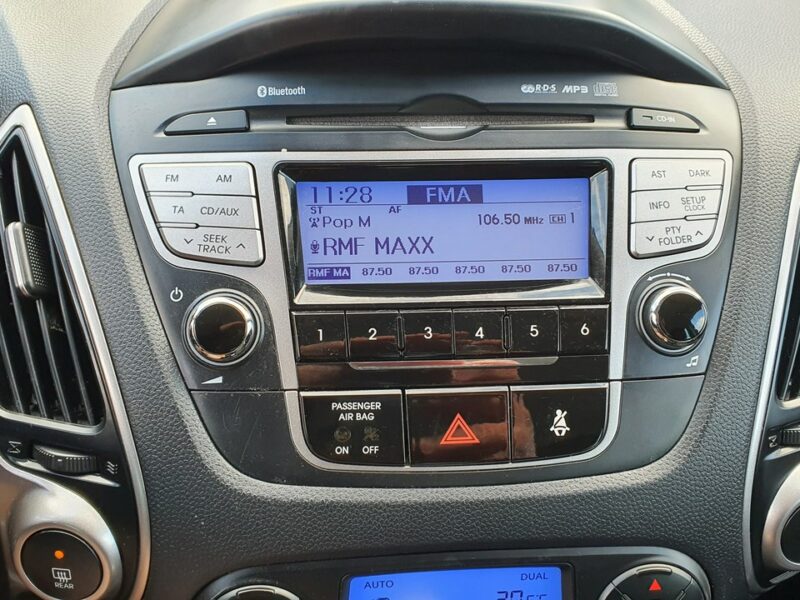 Bluetooth
R·D·S MP3
CD-IN
FM AM
TA CD/AUX
SEEK
TRACK
11:28 FMA
ST AF
Pop M 106.50 MHz CH 1
RMF MAXX
RMF MA 87.50 87.50 87.50 87.50 87.50
AST DARK
INFO SETUP
CLOCK
PTY
FOLDER
1 2 3 4 5 6
PASSENGER
AIR BAG
ON OFF
REAR
AUTO DUAL